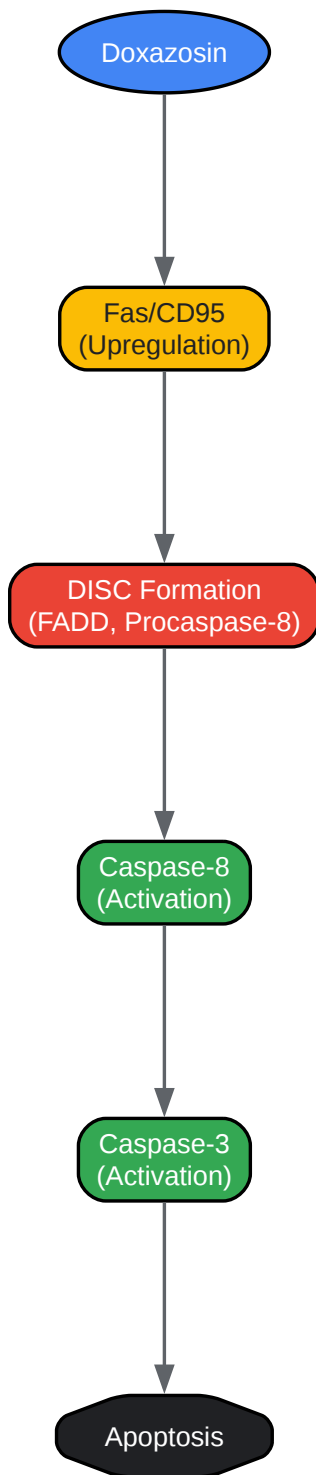 Doxazosin
Fas/CD95
(Upregulation)
DISC Formation
(FADD, Procaspase-8)
Caspase-8
(Activation)
Caspase-3
(Activation)
Apoptosis